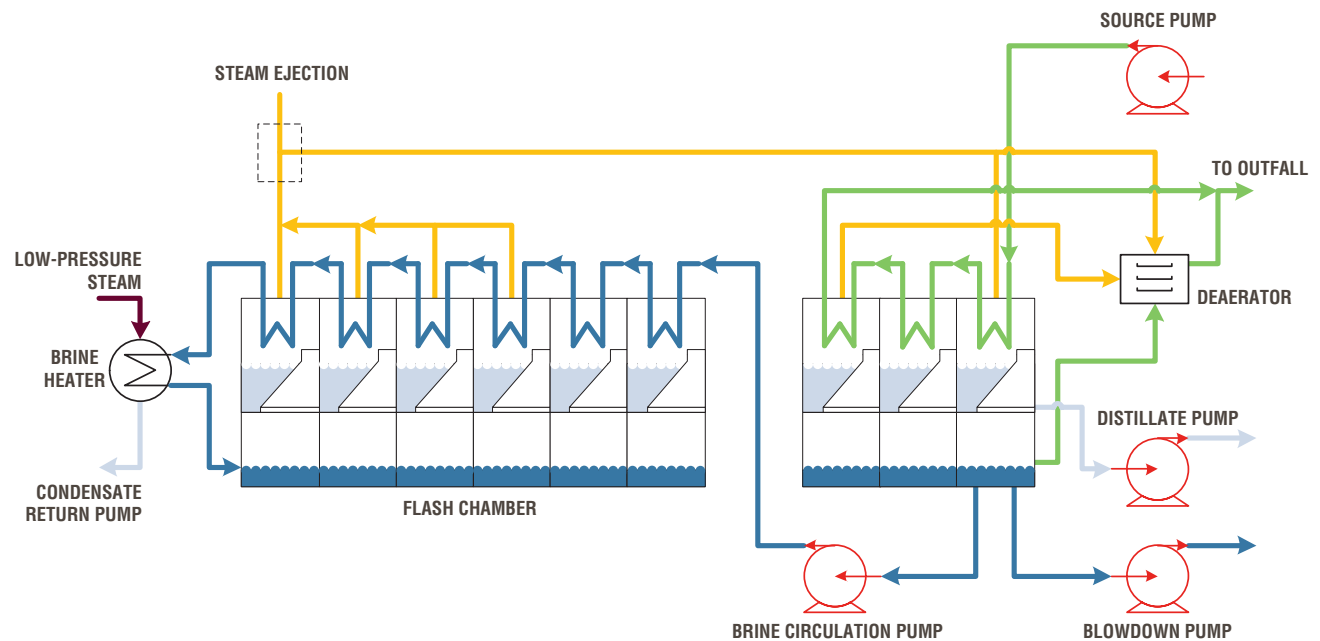 SOURCE PUMP
STEAM EJECTION
TO OUTFALL
LOW-PRESSURE
STEAM
DEAERATOR
BRINE
HEATER
DISTILLATE PUMP
CONDENSATE
RETURN PUMP
FLASH CHAMBER
BRINE CIRCULATION PUMP
BLOWDOWN PUMP